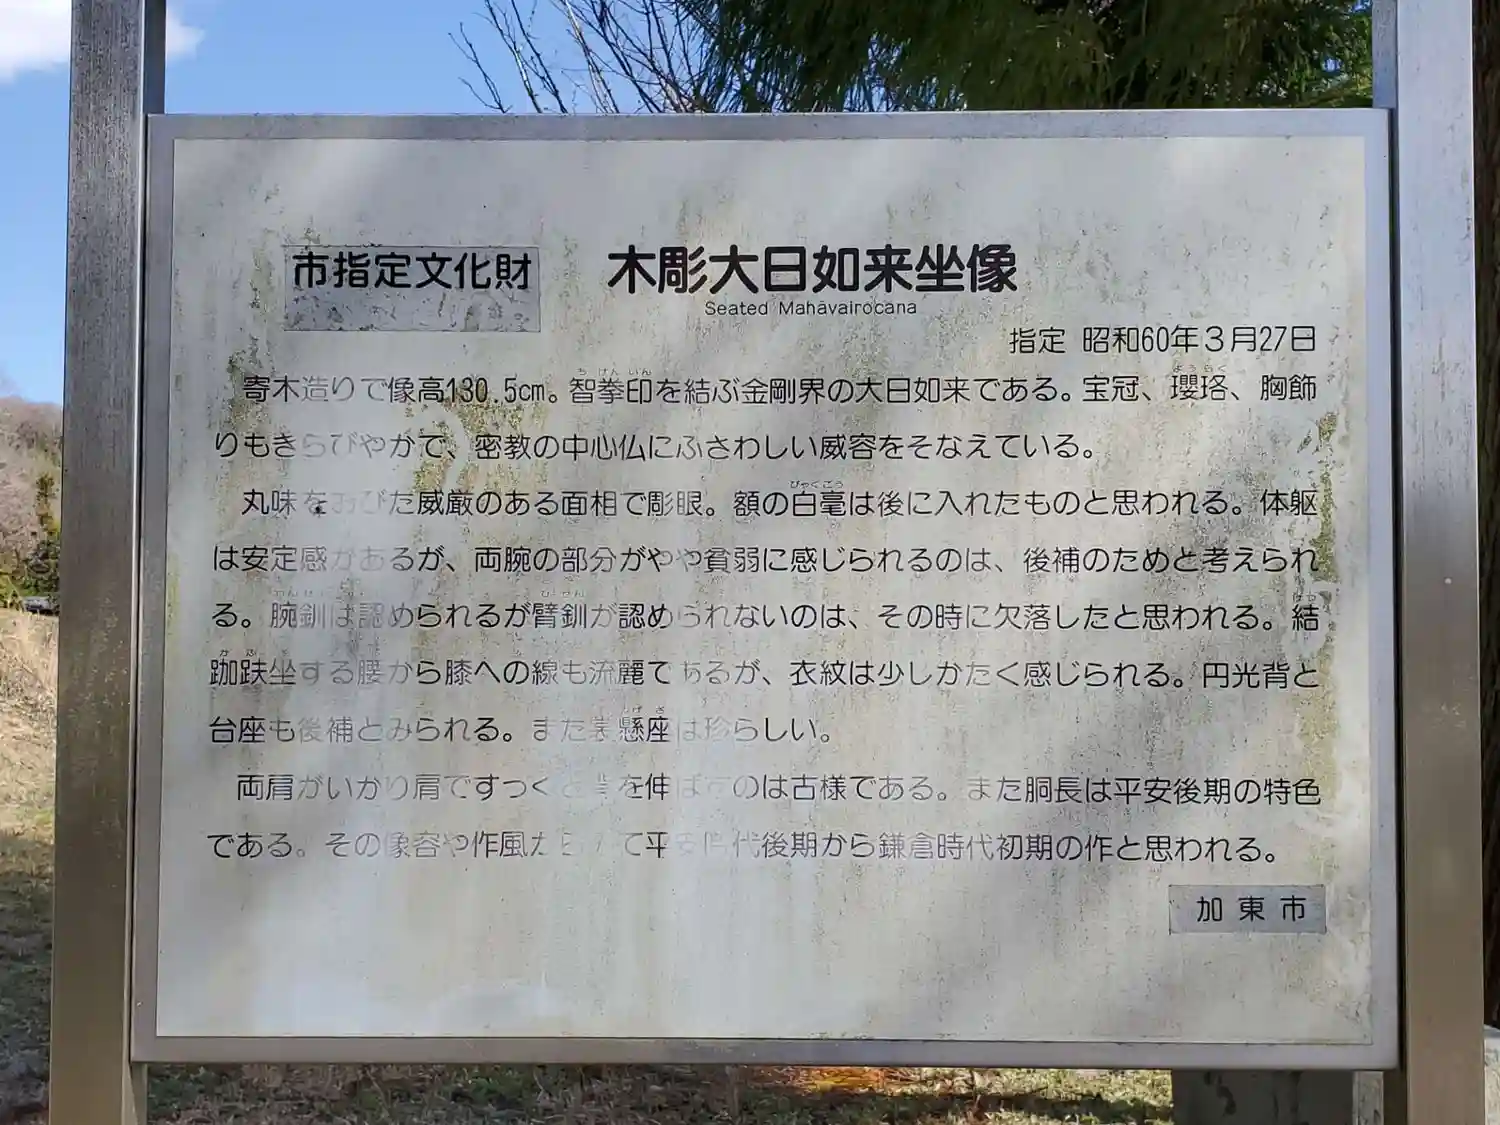 市指定文化財
木彫大日如来坐像
Seated Mahāvairocana
指定 昭和60年3月27日
寄木造りで像高130.5cm。智拳印を結ぶ金剛界の大日如来である。宝冠、瓔珞、胸飾
りもきらびやかで、密教の中心仏にふさわしい威容をそなえている。
丸味をおびた威厳のある面相で彫眼。額の白毫は後に入れたものと思われる。体躯
は安定感があるが、両腕の部分がやや貧弱に感じられるのは、後補のためと考えられ
る。腕釧は認められるが臂釧が認められないのは、その時に欠落したと思われる。結
跏趺坐する腰から膝への線も流麗であるが、衣紋は少しかたく感じられる。円光背と
台座も後補とみられる。また裳懸座は珍らしい。
両肩がいかり肩ですっくと背を伸ばすのは古様である。また胴長は平安後期の特色
である。その像容や作風から て平安時代後期から鎌倉時代初期の作と思われる。
加東市